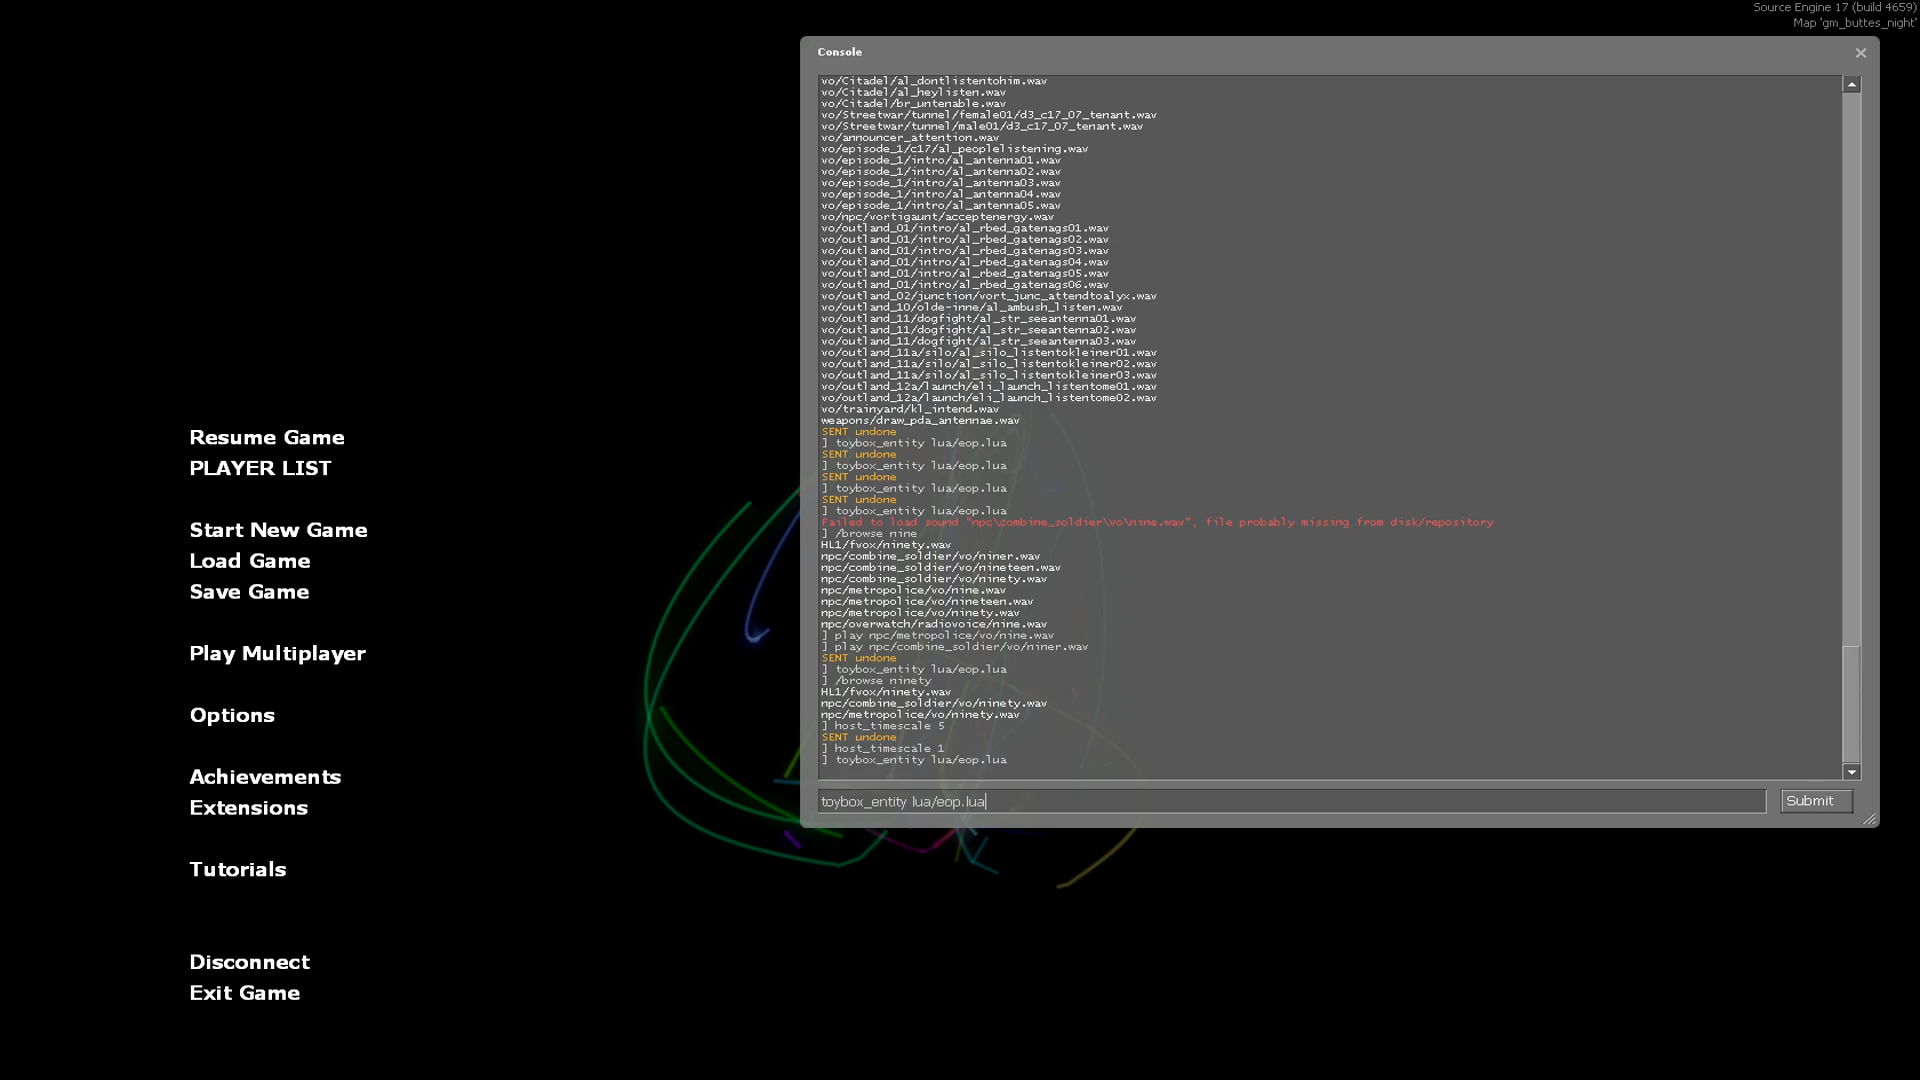 Source Engine 17 (build 4659)
Map 'gm_buttes_night'
Console
vo/Citadel/al_dontlistentohim.wav
vo/Citadel/al_heylisten.wav
vo/Citadel/br_untenable.wav
vo/Streetwar/tunnel/female01/d3_c17_07_tenant.wav
vo/Streetwar/tunnel/male01/d3_c17_07_tenant.wav
vo/announcer_attention.wav
vo/episode_1/c17/al_peoplelistening.wav
vo/episode_1/intro/al_antenna01.wav
vo/episode_1/intro/al_antenna02.wav
vo/episode_1/intro/al_antenna03.wav
vo/episode_1/intro/al_antenna04.wav
vo/episode_1/intro/al_antenna05.wav
vo/npc/vortigaunt/acceptenergy.wav
vo/outland_01/intro/al_rbed_gatenags01.wav
vo/outland_01/intro/al_rbed_gatenags02.wav
vo/outland_01/intro/al_rbed_gatenags03.wav
vo/outland_01/intro/al_rbed_gatenags04.wav
vo/outland_01/intro/al_rbed_gatenags05.wav
vo/outland_01/intro/al_rbed_gatenags06.wav
vo/outland_02/junction/vort_junc_attendtoalyx.wav
vo/outland_10/olde-inne/al_ambush_listen.wav
vo/outland_11/dogfight/al_str_seeantenna01.wav
vo/outland_11/dogfight/al_str_seeantenna02.wav
vo/outland_11/dogfight/al_str_seeantenna03.wav
vo/outland_11a/silo/al_silo_listentokleiner01.wav
vo/outland_11a/silo/al_silo_listentokleiner02.wav
vo/outland_11a/silo/al_silo_listentokleiner03.wav
vo/outland_12a/launch/eli_launch_listentome01.wav
vo/outland_12a/launch/eli_launch_listentome02.wav
vo/trainyard/kl_intend.wav
weapons/draw_pda_antennae.wav
SENT undone
] toybox_entity lua/eop.lua
SENT undone
] toybox_entity lua/eop.lua
SENT undone
] toybox_entity lua/eop.lua
SENT undone
] toybox_entity lua/eop.lua
Failed to load sound "npc\combine_soldier\vo\nine.wav", file probably missing from disk/repository
] /browse nine
HL1/fvox/ninety.wav
npc/combine_soldier/vo/niner.wav
npc/combine_soldier/vo/nineteen.wav
npc/combine_soldier/vo/ninety.wav
npc/metropolice/vo/nine.wav
npc/metropolice/vo/nineteen.wav
npc/metropolice/vo/ninety.wav
npc/overwatch/radiovoice/nine.wav
] play npc/metropolice/vo/nine.wav
] play npc/combine_soldier/vo/niner.wav
SENT undone
] toybox_entity lua/eop.lua
] /browse ninety
HL1/fvox/ninety.wav
npc/combine_soldier/vo/ninety.wav
npc/metropolice/vo/ninety.wav
] host_timescale 5
SENT undone
] host_timescale 1
] toybox_entity lua/eop.lua
toybox_entity lua/eop.lua
Submit
Resume Game
PLAYER LIST
Start New Game
Load Game
Save Game
Play Multiplayer
Options
Achievements
Extensions
Tutorials
Disconnect
Exit Game